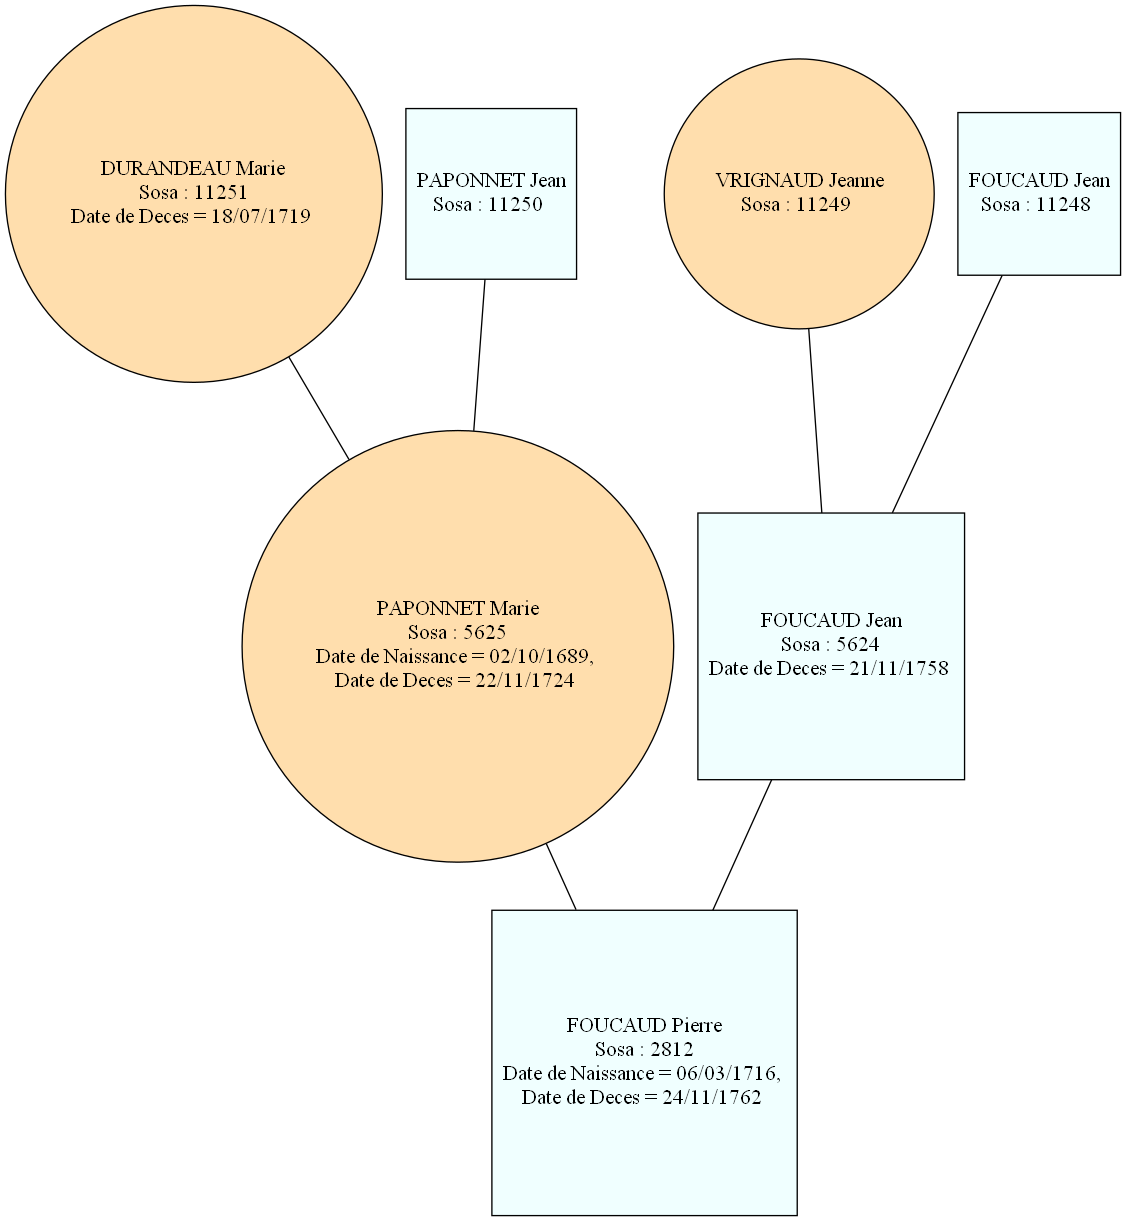 DURANDEAU Marie
Sosa : 11251
Date de Deces = 18/07/1719
PAPONNET Jean
Sosa : 11250
VRIGNAUD Jeanne
Sosa : 11249
FOUCAUD Jean
Sosa : 11248
PAPONNET Marie
Sosa : 5625
Date de Naissance = 02/10/1689,
Date de Deces = 22/11/1724
FOUCAUD Jean
Sosa : 5624
Date de Deces = 21/11/1758
FOUCAUD Pierre
Sosa : 2812
Date de Naissance = 06/03/1716,
Date de Deces = 24/11/1762